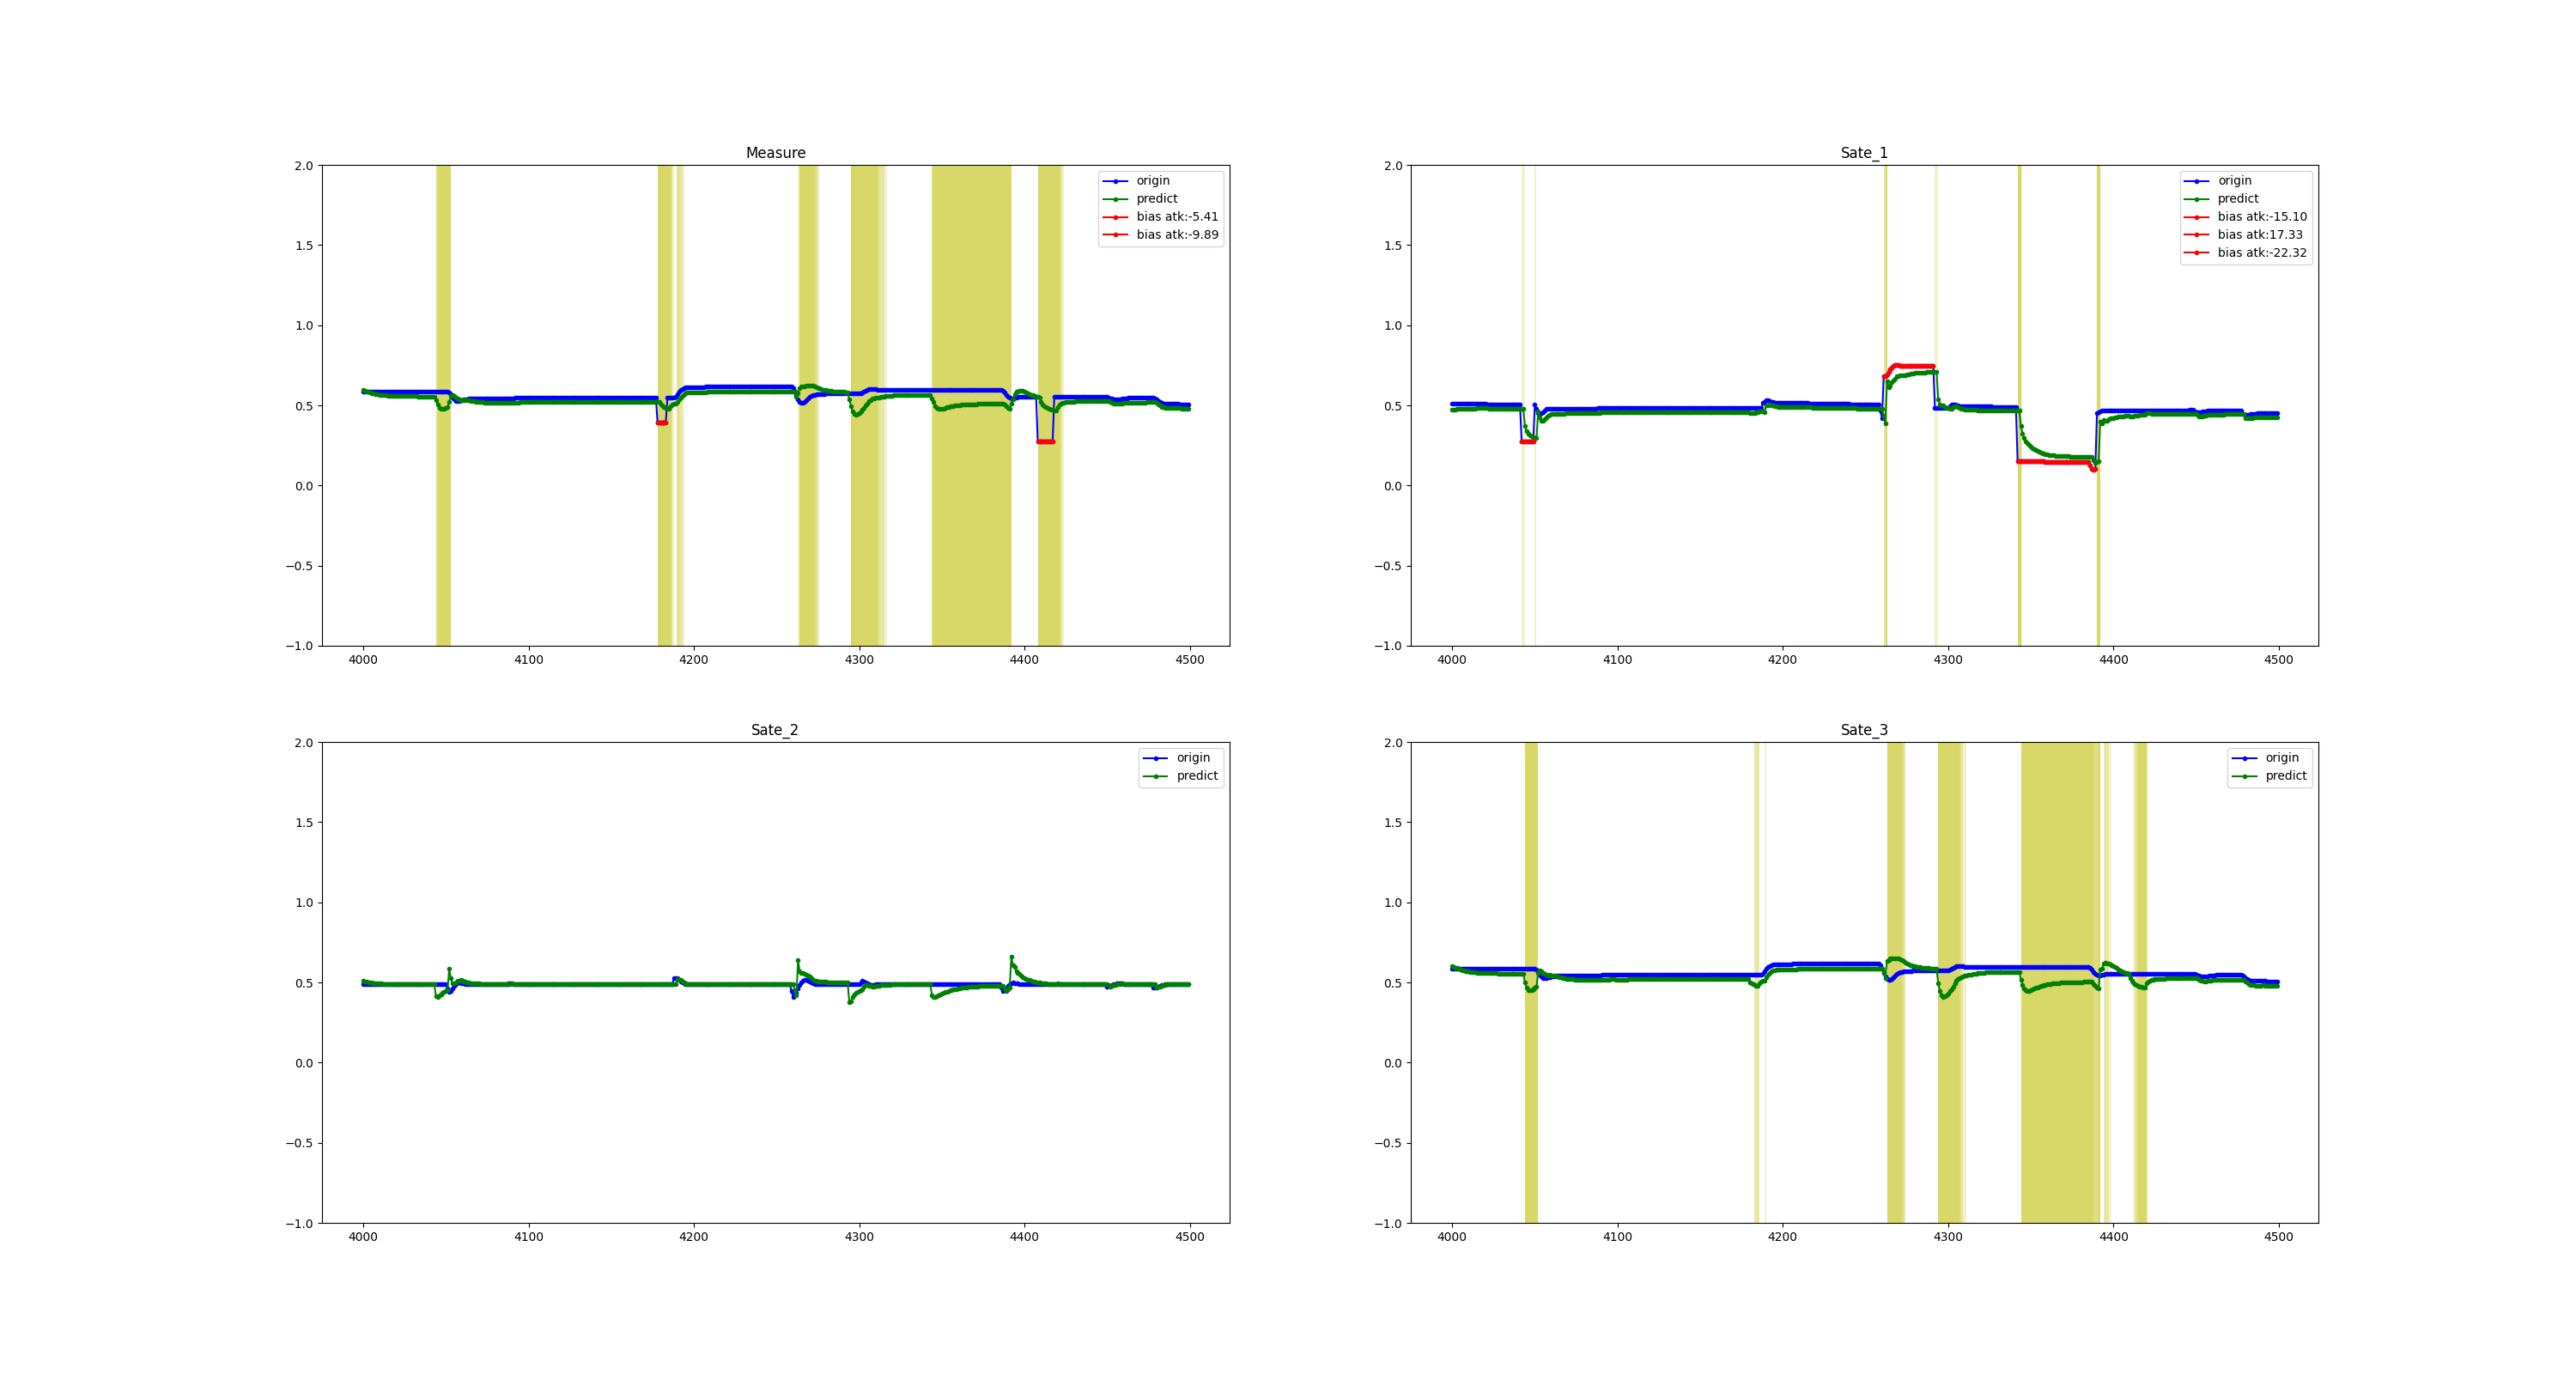 Measure
2.0
1.5
1.0
0.5
0.0
−0.5
−1.0
4000 4100 4200 4300 4400 4500
origin
predict
bias atk:-5.41
bias atk:-9.89
Sate_1
2.0
1.5
1.0
0.5
0.0
−0.5
−1.0
4000 4100 4200 4300 4400 4500
origin
predict
bias atk:-15.10
bias atk:17.33
bias atk:-22.32
Sate_2
2.0
1.5
1.0
0.5
0.0
−0.5
−1.0
4000 4100 4200 4300 4400 4500
origin
predict
Sate_3
2.0
1.5
1.0
0.5
0.0
−0.5
−1.0
4000 4100 4200 4300 4400 4500
origin
predict